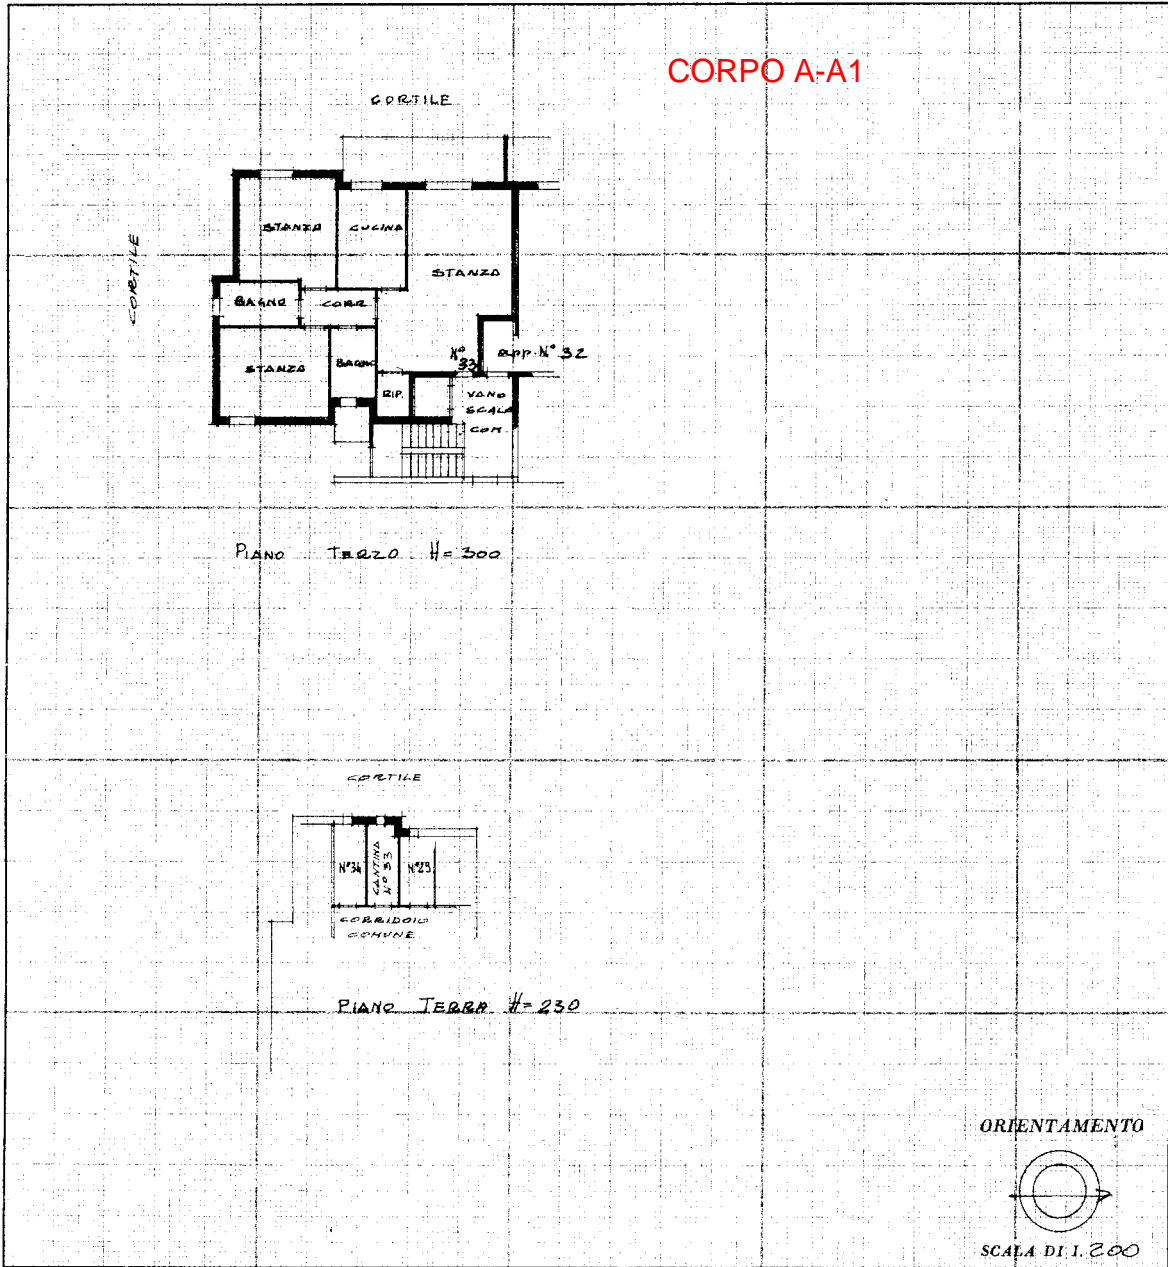 CORPO A-A1
CORTILE
CORTILE
STANZA
CUCINA
STANZA
BAGNO
CORR
STANZA
BAGNO
N° 33
app. N° 32
RIP.
VANO
SCALA
COM.
PIANO TERZO H=300
CORTILE
N°34
CANTINA
N° 33
N°29
CORRIDOIO
COMUNE
PIANO TERRA H=230
ORIENTAMENTO
SCALA DI 1.200